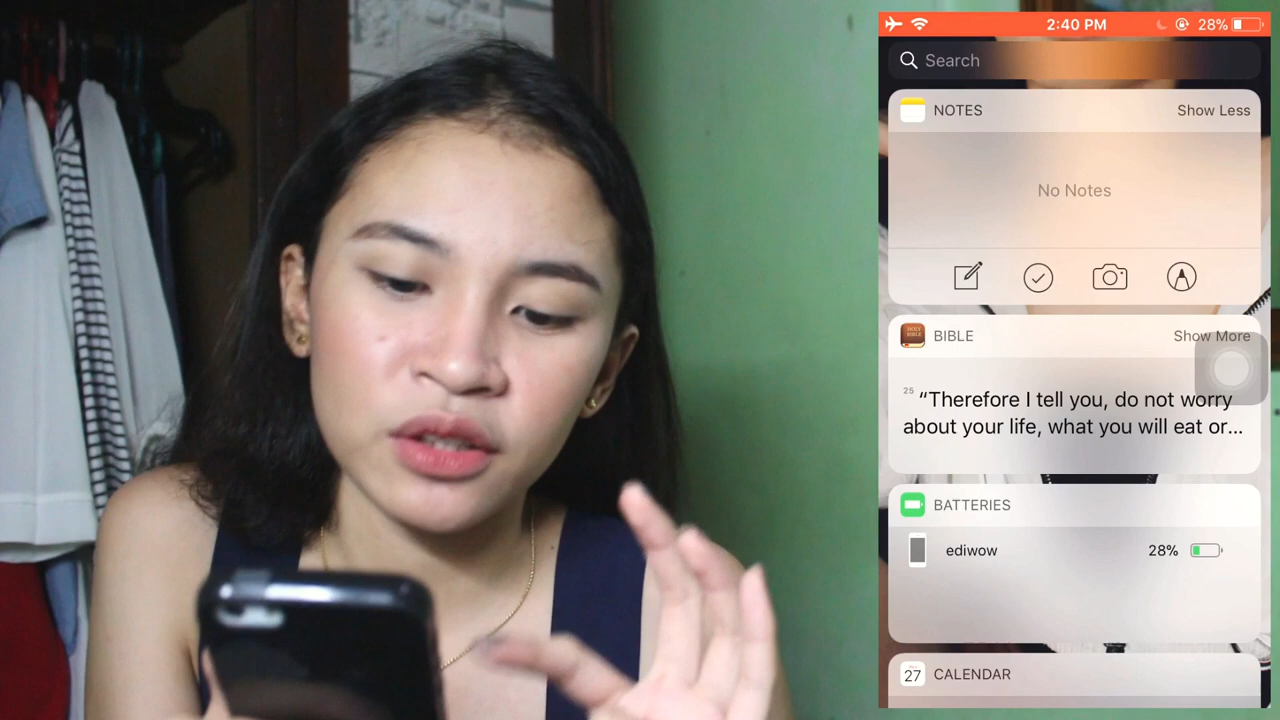 2:40 PM
28%
Search
NOTES
Show Less
No Notes
BIBLE
Show More
25 “Therefore I tell you, do not worry
about your life, what you will eat or...
BATTERIES
ediwow
28%
27
CALENDAR